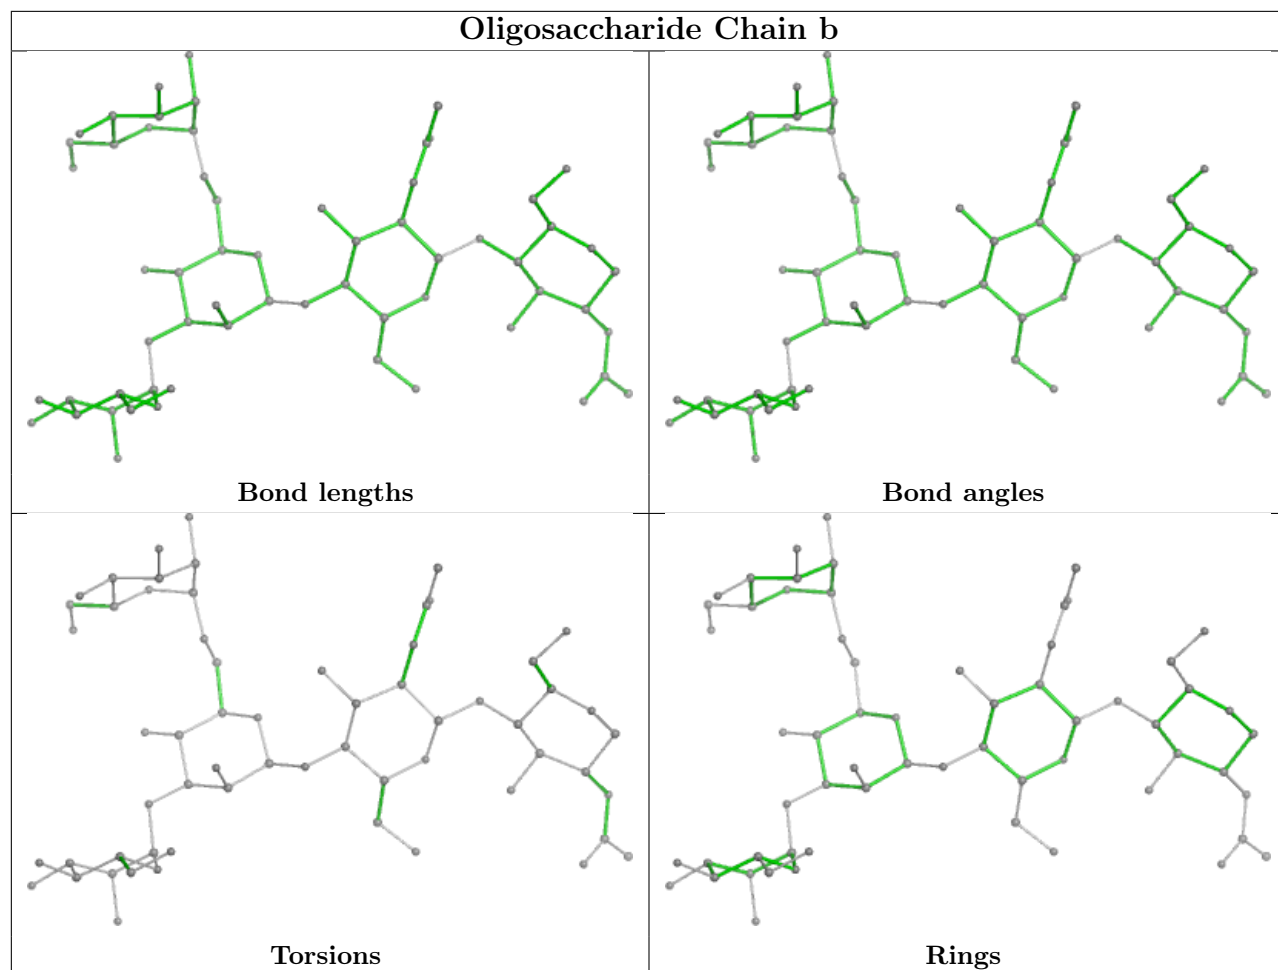 Oligosaccharide Chain b
Bond lengths
Bond angles
Torsions
Rings